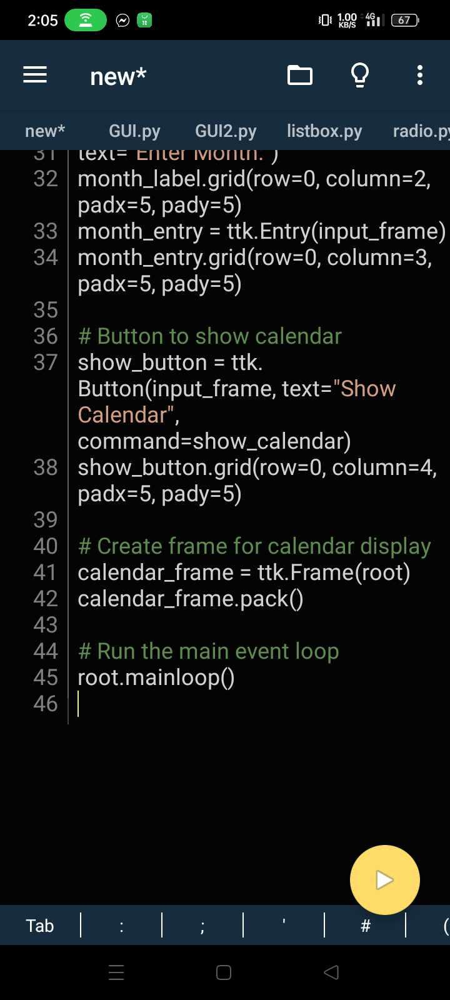 2:05
1.00
KB/S
4G
67
new*
new* GUI.py GUI2.py listbox.py radio.py
31 text="Enter Month:")
32 month_label.grid(row=0, column=2,
padx=5, pady=5)
33 month_entry = ttk.Entry(input_frame)
34 month_entry.grid(row=0, column=3,
padx=5, pady=5)
35
36 # Button to show calendar
37 show_button = ttk.
Button(input_frame, text="Show
Calendar",
command=show_calendar)
38 show_button.grid(row=0, column=4,
padx=5, pady=5)
39
40 # Create frame for calendar display
41 calendar_frame = ttk.Frame(root)
42 calendar_frame.pack()
43
44 # Run the main event loop
45 root.mainloop()
46
Tab : ; ' # (